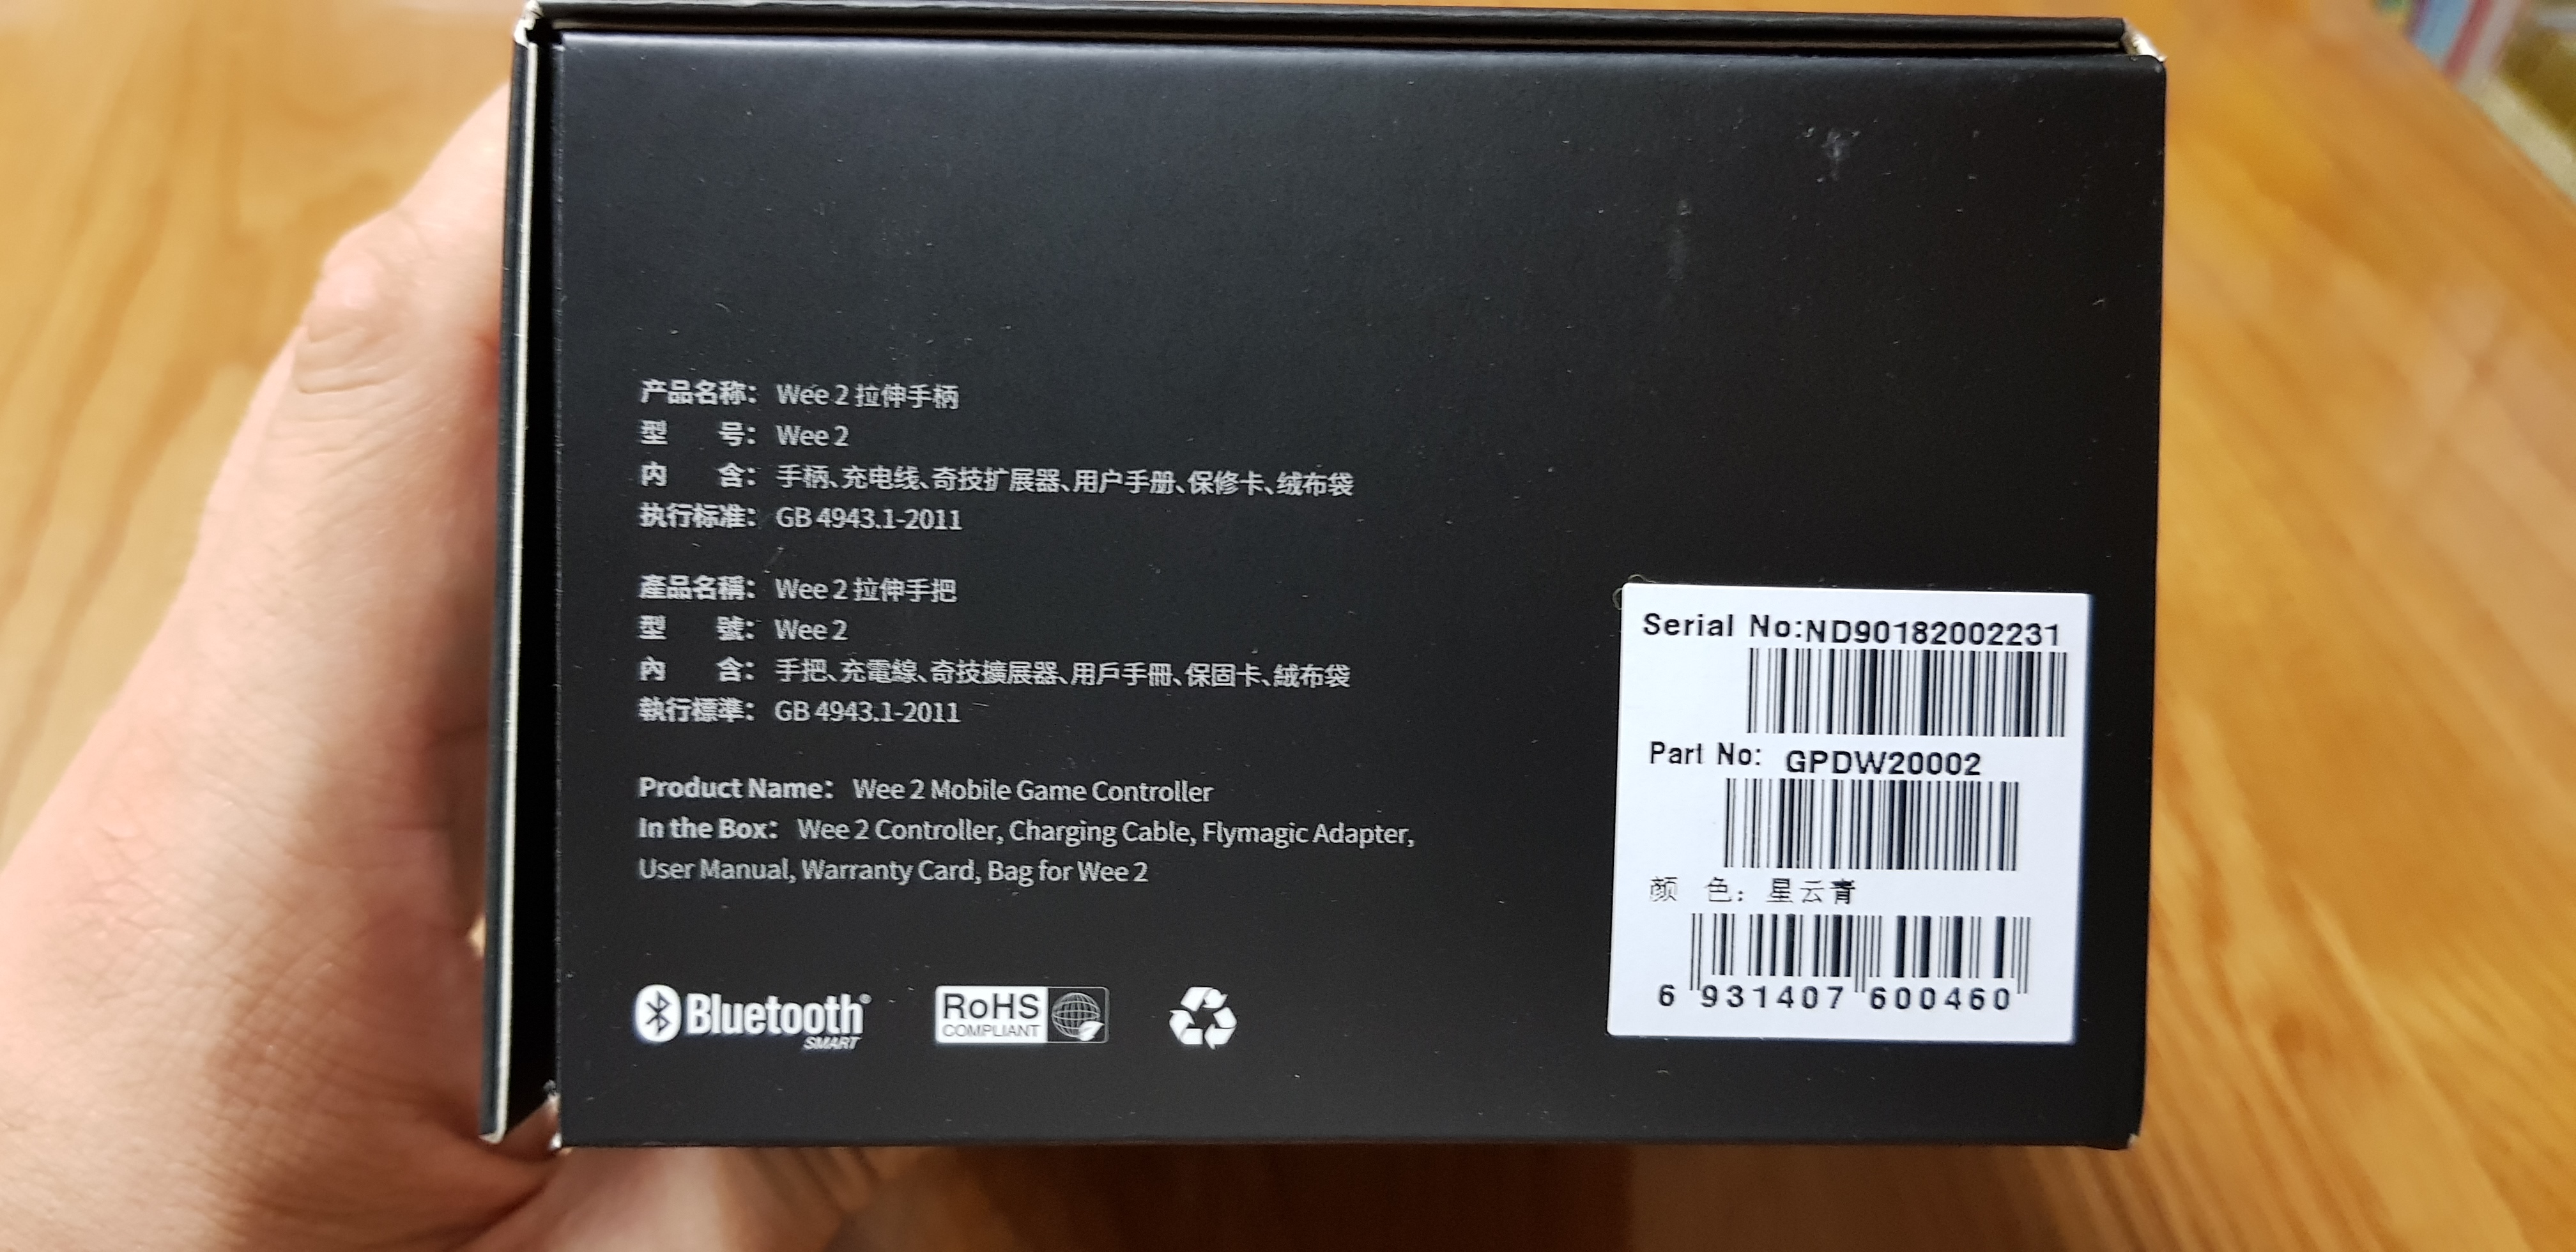 产品名称： Wee 2 拉伸手柄
型 号： Wee 2
内 含： 手柄、充电线、奇技扩展器、用户手册、保修卡、绒布袋
执行标准： GB 4943.1-2011
產品名稱： Wee 2 拉伸手把
型 號： Wee 2
內 含： 手把、充電線、奇技擴展器、用戶手冊、保固卡、絨布袋
執行標準： GB 4943.1-2011
Product Name： Wee 2 Mobile Game Controller
In the Box： Wee 2 Controller, Charging Cable, Flymagic Adapter,
User Manual, Warranty Card, Bag for Wee 2
Bluetooth®
SMART
RoHS
COMPLIANT
Serial No:ND90182002231
Part No: GPDW20002
颜 色: 星云青
6 931407 600460